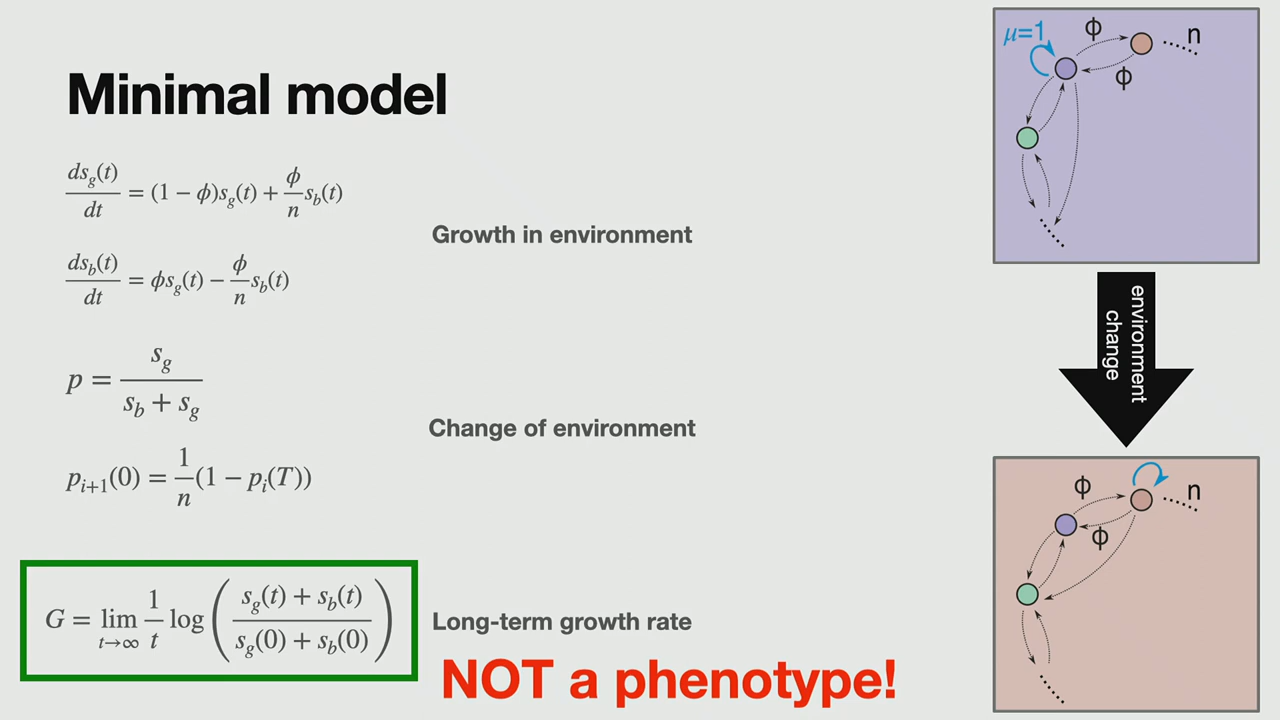 Minimal model
ds_g(t)/dt = (1 − ϕ)s_g(t) + ϕ/n s_b(t)
Growth in environment
ds_b(t)/dt = ϕs_g(t) − ϕ/n s_b(t)
p = s_g/(s_b + s_g)
Change of environment
p_{i+1}(0) = 1/n (1 − p_i(T))
G = lim_{t→∞} 1/t log( (s_g(t) + s_b(t))/(s_g(0) + s_b(0)) )
Long-term growth rate
NOT a phenotype!
μ=1
ϕ
n
ϕ
environment
change
ϕ
n
ϕ